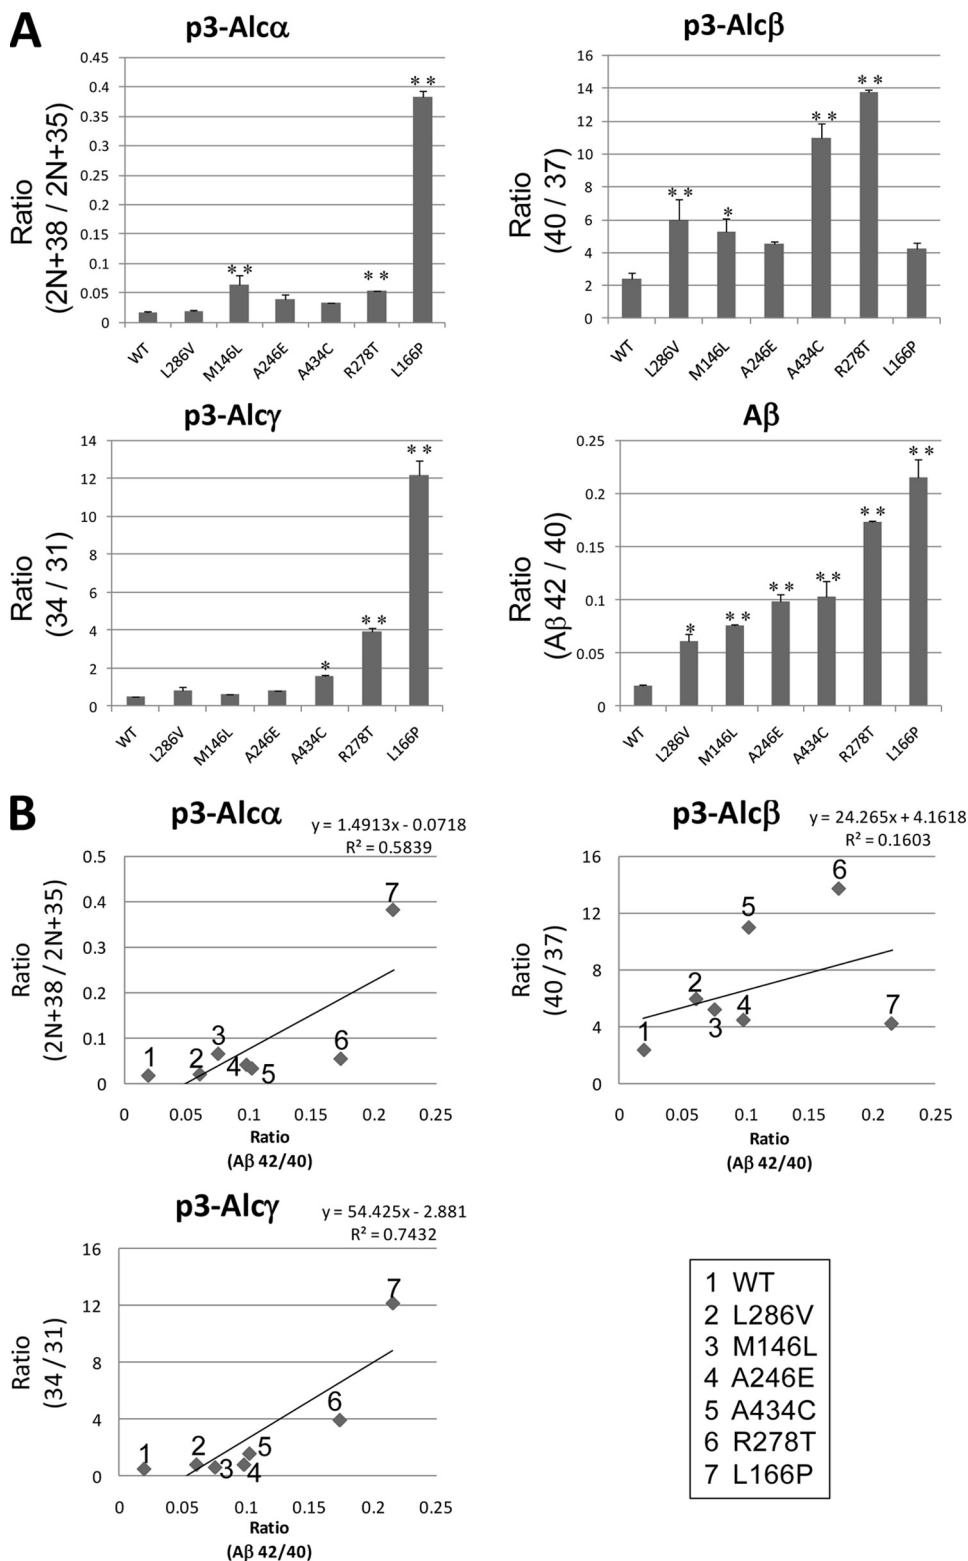 A
p3-Alcα
Ratio
(2N+38 / 2N+35)
0.45
0.4
0.35
0.3
0.25
0.2
0.15
0.1
0.05
0
**
**
**
WT
L286V
M146L
A246E
A434C
R278T
L166P
p3-Alcβ
Ratio
(40 / 37)
16
14
12
10
8
6
4
2
0
**
*
**
**
WT
L286V
M146L
A246E
A434C
R278T
L166P
p3-Alcγ
Ratio
(34 / 31)
14
12
10
8
6
4
2
0
*
**
**
WT
L286V
M146L
A246E
A434C
R278T
L166P
Aβ
Ratio
(Aβ 42 / 40)
0.25
0.2
0.15
0.1
0.05
0
*
**
**
**
**
**
WT
L286V
M146L
A246E
A434C
R278T
L166P
B
p3-Alcα
y = 1.4913x - 0.0718
R² = 0.5839
Ratio
(2N+38 / 2N+35)
0.5
0.4
0.3
0.2
0.1
0
1
2
3
4
5
6
7
0
0.05
0.1
0.15
0.2
0.25
Ratio
(Aβ 42/40)
p3-Alcβ
y = 24.265x + 4.1618
R² = 0.1603
Ratio
(40 / 37)
16
12
8
4
0
1
2
3
4
5
6
7
0
0.05
0.1
0.15
0.2
0.25
Ratio
(Aβ 42/40)
p3-Alcγ
y = 54.425x - 2.881
R² = 0.7432
Ratio
(34 / 31)
16
12
8
4
0
1
2
3
4
5
6
7
0
0.05
0.1
0.15
0.2
0.25
Ratio
(Aβ 42/40)
1 WT
2 L286V
3 M146L
4 A246E
5 A434C
6 R278T
7 L166P